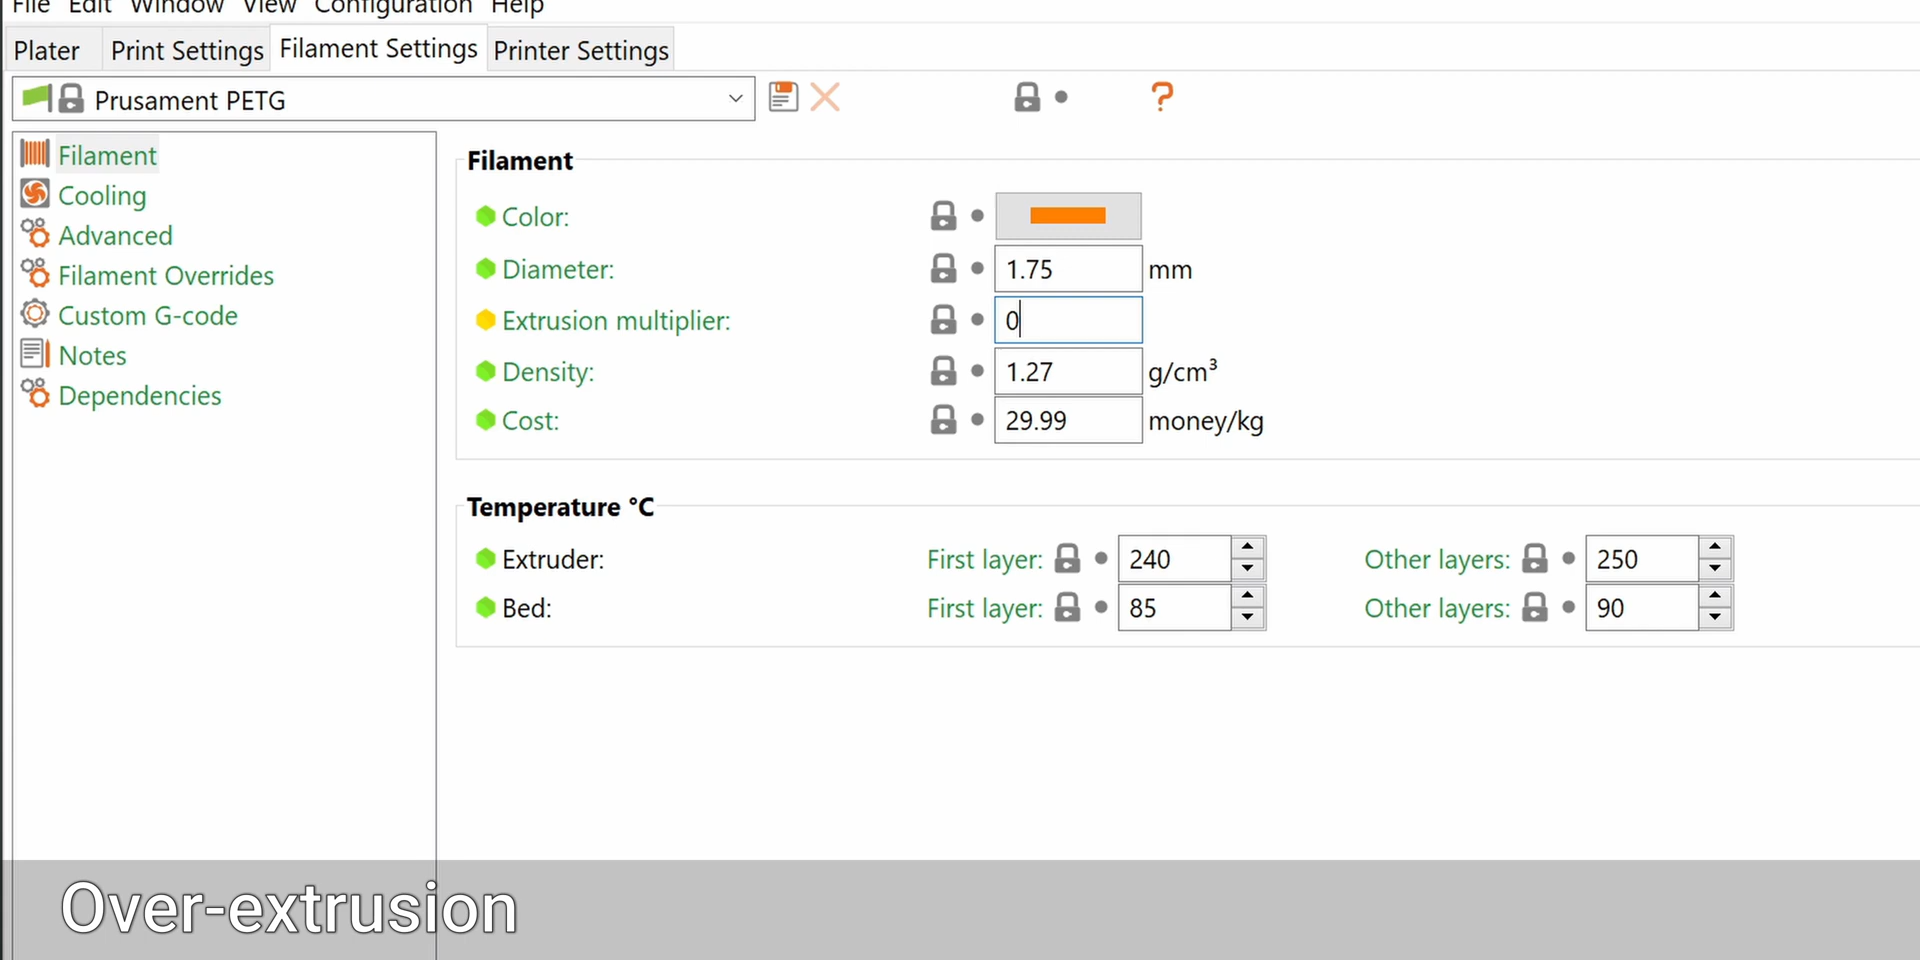 File Edit Window View Configuration Help
Plater Print Settings Filament Settings Printer Settings
Prusament PETG ?
Filament
Cooling
Advanced
Filament Overrides
Custom G-code
Notes
Dependencies
Filament
Color:
Diameter: 1.75 mm
Extrusion multiplier: 0
Density: 1.27 g/cm³
Cost: 29.99 money/kg
Temperature °C
Extruder: First layer: 240 Other layers: 250
Bed: First layer: 85 Other layers: 90
Over-extrusion